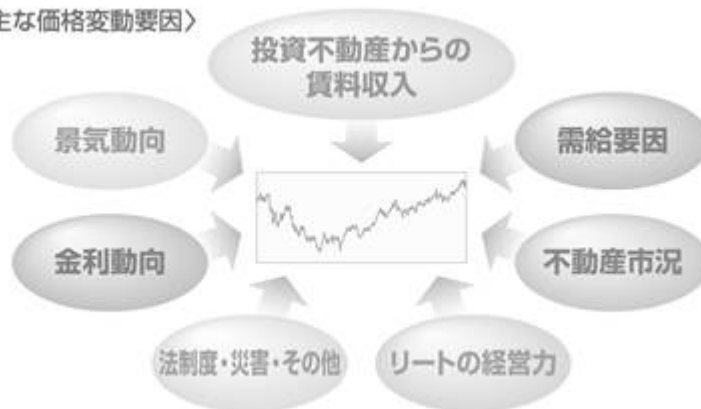 主な価格変動要因〉
投資不動産からの
賃料収入
景気動向
需給要因
金利動向
不動産市況
法制度・災害・その他
リートの経営力